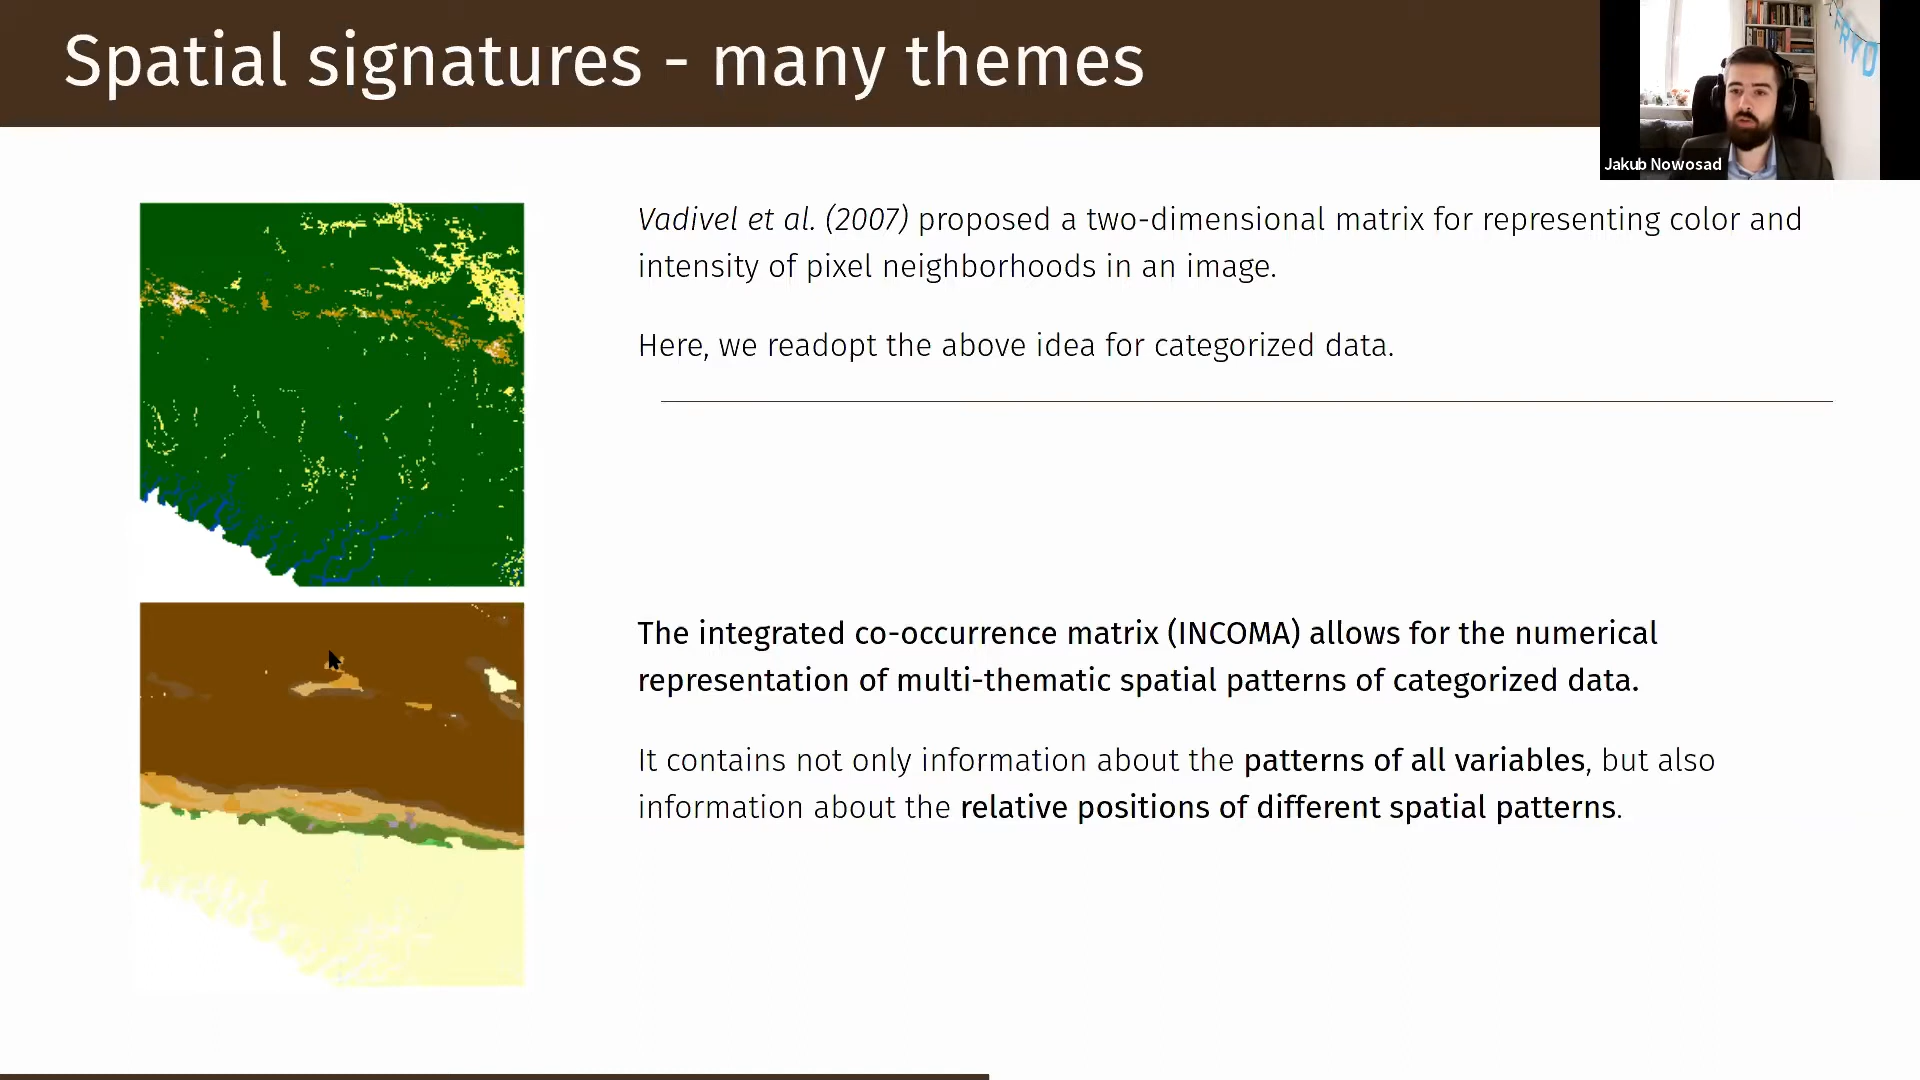 Spatial signatures - many themes
Jakub Nowosad
Vadivel et al. (2007) proposed a two-dimensional matrix for representing color and
intensity of pixel neighborhoods in an image.
Here, we readopt the above idea for categorized data.
The integrated co-occurrence matrix (INCOMA) allows for the numerical
representation of multi-thematic spatial patterns of categorized data.
It contains not only information about the patterns of all variables, but also
information about the relative positions of different spatial patterns.